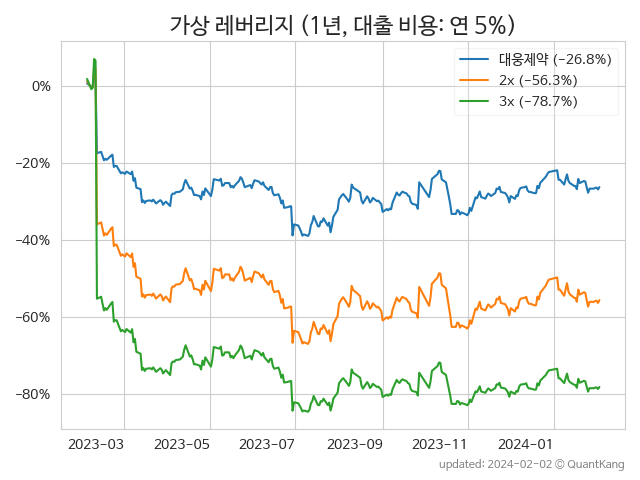 가상 레버리지 (1년, 대출 비용: 연 5%)
대웅제약 (−26.8%)
2x (−56.3%)
3x (−78.7%)
0%
−20%
−40%
−60%
−80%
2023−03 2023−05 2023−07 2023−09 2023−11 2024−01
updated: 2024-02-02 © QuantKang